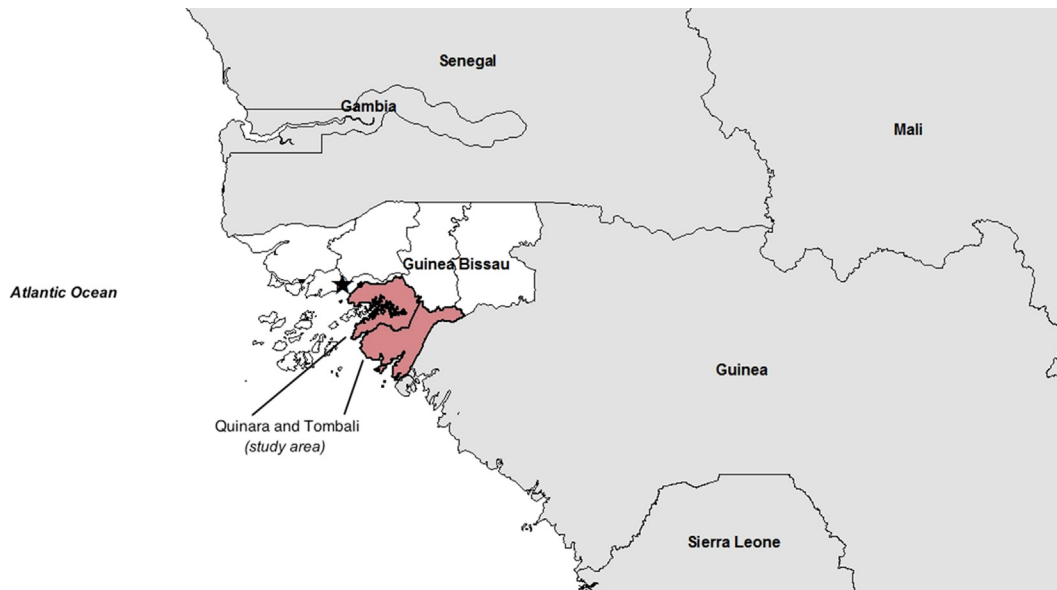 Senegal
Gambia
Mali
Guinea Bissau
Atlantic Ocean
Guinea
Quinara and Tombali
(study area)
Sierra Leone